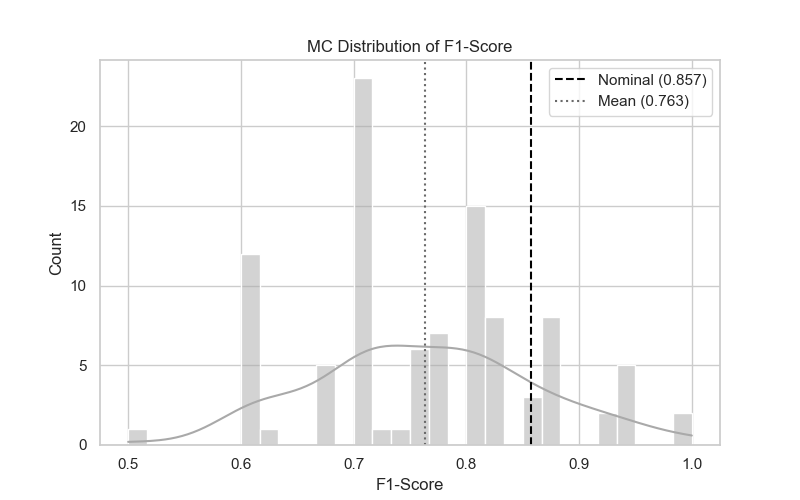 MC Distribution of F1-Score
Nominal (0.857)
Mean (0.763)
Count
20
15
10
5
0
0.5 0.6 0.7 0.8 0.9 1.0
F1-Score